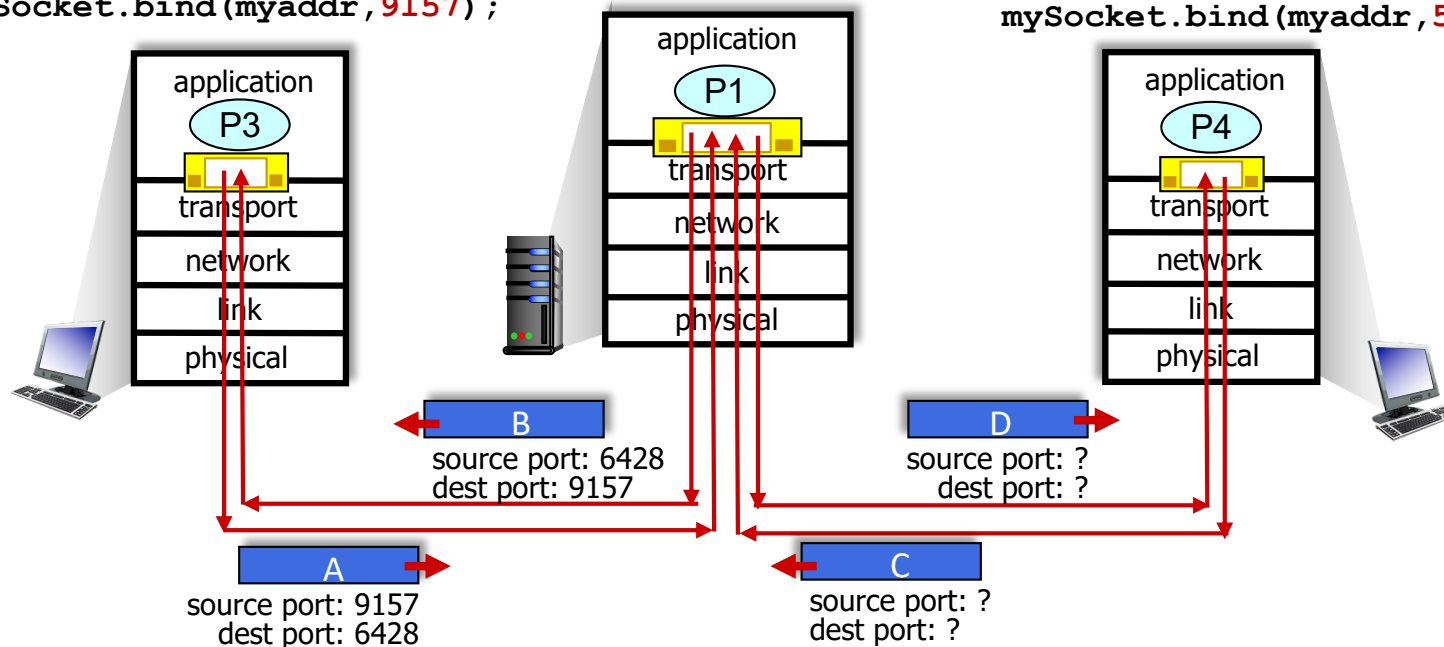 Socket.bind(myaddr,9157);
mySocket.bind(myaddr,5
application
P3
transport
network
link
physical
application
P1
transport
network
link
physical
application
P4
transport
network
link
physical
B
source port: 6428
dest port: 9157
D
source port: ?
dest port: ?
A
source port: 9157
dest port: 6428
C
source port: ?
dest port: ?